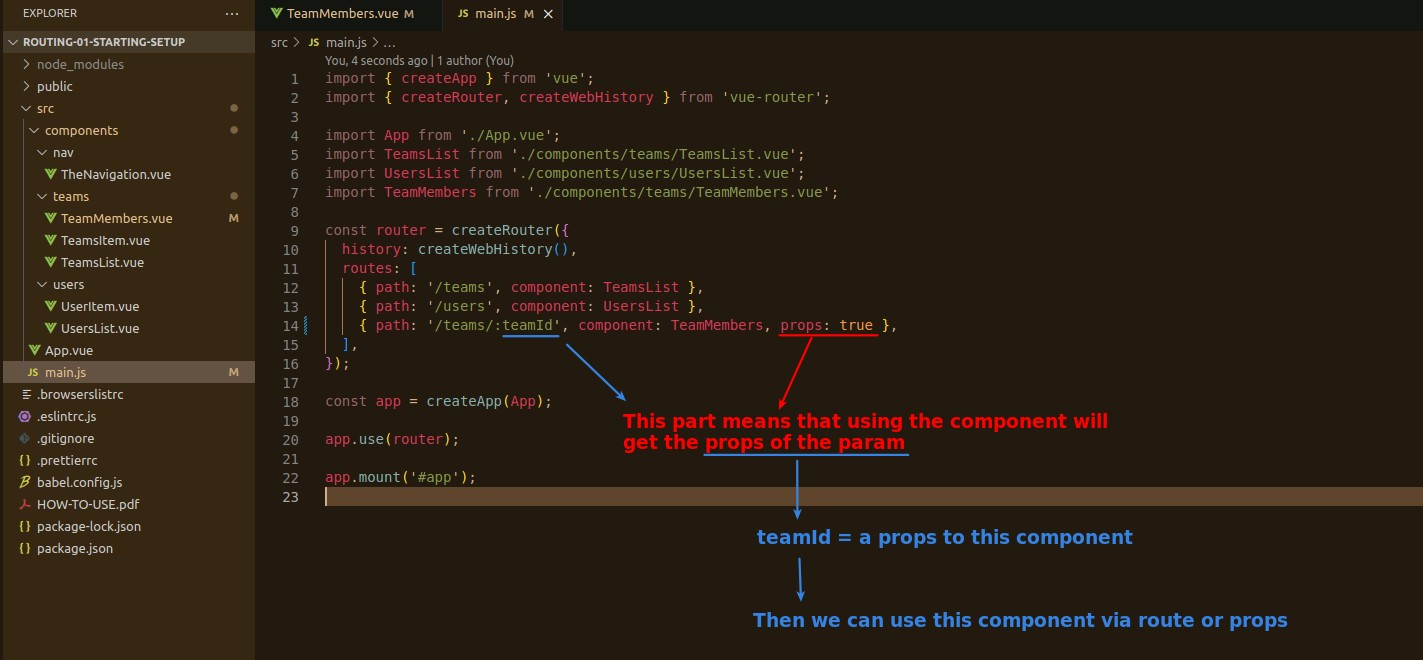 EXPLORER
ROUTING-01-STARTING-SETUP
node_modules
public
src
components
nav
TheNavigation.vue
teams
TeamMembers.vue M
TeamsItem.vue
TeamsList.vue
users
UserItem.vue
UsersList.vue
App.vue
JS main.js M
.browserslistrc
.eslintrc.js
.gitignore
.prettierrc
babel.config.js
HOW-TO-USE.pdf
{} package-lock.json
{} package.json
TeamMembers.vue M JS main.js M
src > JS main.js > ...
You, 4 seconds ago | 1 author (You)
1 import { createApp } from 'vue';
2 import { createRouter, createWebHistory } from 'vue-router';
3
4 import App from './App.vue';
5 import TeamsList from './components/teams/TeamsList.vue';
6 import UsersList from './components/users/UsersList.vue';
7 import TeamMembers from './components/teams/TeamMembers.vue';
8
9 const router = createRouter({
10 history: createWebHistory(),
11 routes: [
12 { path: '/teams', component: TeamsList },
13 { path: '/users', component: UsersList },
14 { path: '/teams/:teamId', component: TeamMembers, props: true },
15 ],
16 });
17
18 const app = createApp(App);
19
20 app.use(router);
21
22 app.mount('#app');
23
This part means that using the component will
get the props of the param
teamId = a props to this component
Then we can use this component via route or props